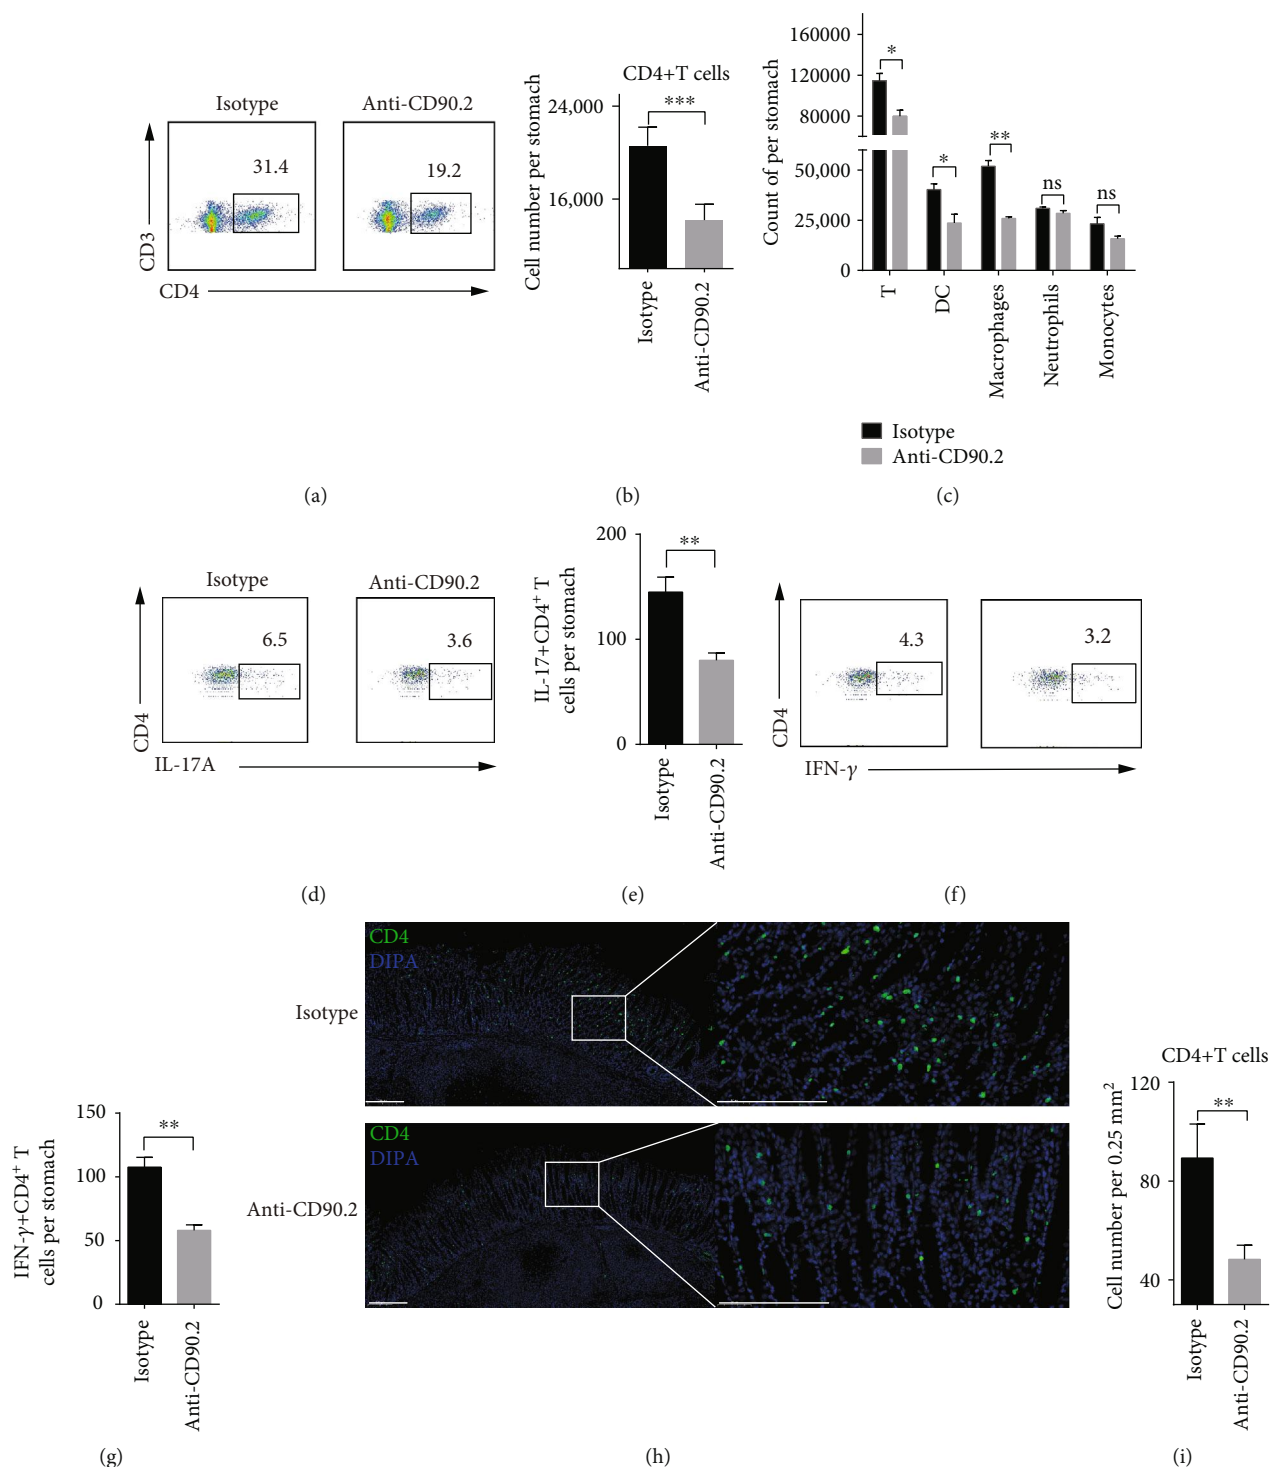 Isotype
Anti-CD90.2
31.4
19.2
CD3
CD4
(a)
CD4+T cells
Cell number per stomach
24,000
16,000
***
Isotype
Anti-CD90.2
(b)
Count of per stomach
160000
120000
80000
50,000
25,000
0
*
*
**
ns
ns
T
DC
Macrophages
Neutrophils
Monocytes
Isotype
Anti-CD90.2
(c)
Isotype
Anti-CD90.2
6.5
3.6
CD4
IL-17A
(d)
IL-17+CD4+ T
cells per stomach
200
100
0
**
Isotype
Anti-CD90.2
(e)
4.3
3.2
CD4
IFN-γ
(f)
IFN-γ+CD4+ T
cells per stomach
150
100
50
0
**
Isotype
Anti-CD90.2
(g)
Isotype
CD4
DIPA
Anti-CD90.2
CD4
DIPA
(h)
CD4+T cells
Cell number per 0.25 mm2
120
80
40
**
Isotype
Anti-CD90.2
(i)